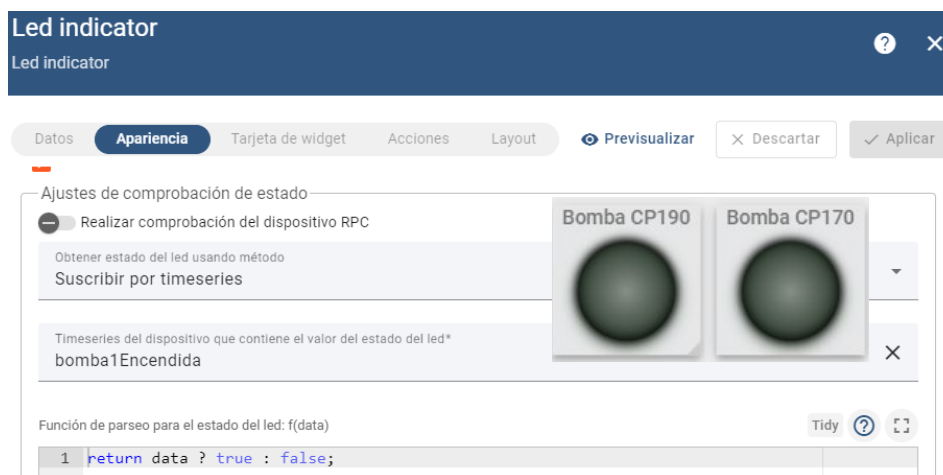 Led indicator
Led indicator
Datos Apariencia Tarjeta de widget Acciones Layout Previsualizar Descartar Aplicar
Ajustes de comprobación de estado
Realizar comprobación del dispositivo RPC
Bomba CP190 Bomba CP170
Obtener estado del led usando método
Suscribir por timeseries
Timeseries del dispositivo que contiene el valor del estado del led*
bomba1Encendida
Función de parseo para el estado del led: f(data) Tidy
1 return data ? true : false;